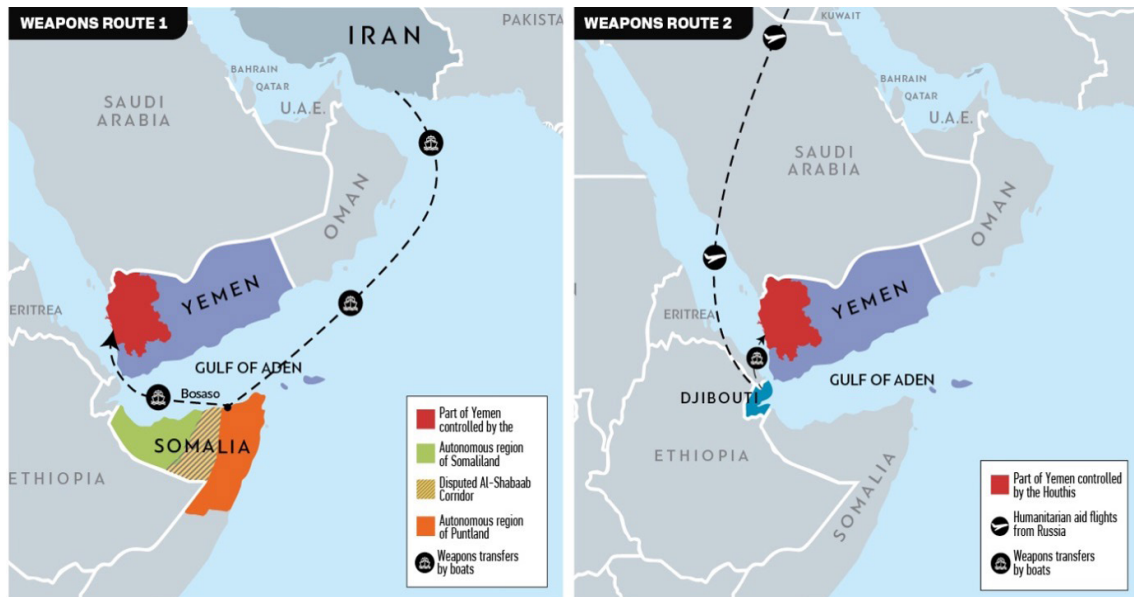 WEAPONS ROUTE 1
IRAN
PAKISTA
BAHRAIN
QATAR
SAUDI
ARABIA
U.A.E.
OMAN
YEMEN
ERITREA
GULF OF ADEN
Bosaso
SOMALIA
ETHIOPIA
Part of Yemen
controlled by the
Autonomous region
of Somaliland
Disputed Al-Shabaab
Corridor
Autonomous region
of Puntland
Weapons transfers
by boats
WEAPONS ROUTE 2
KUWAIT
BAHRAIN
QATAR
U.A.E.
SAUDI
ARABIA
OMAN
YEMEN
ERITREA
GULF OF ADEN
DJIBOUTI
ETHIOPIA
SOMALIA
Part of Yemen controlled
by the Houthis
Humanitarian aid flights
from Russia
Weapons transfers
by boats